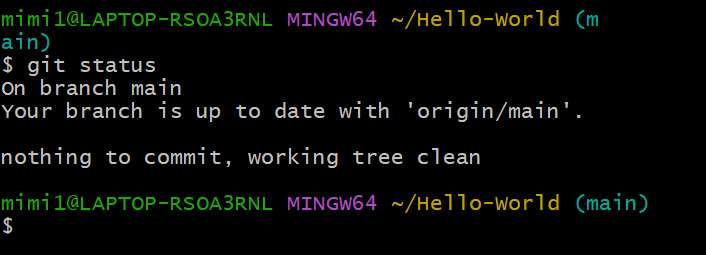 mimi1@LAPTOP-RSOA3RNL MINGW64 ~/Hello-World (m
ain)
$ git status
On branch main
Your branch is up to date with 'origin/main'.
nothing to commit, working tree clean
mimi1@LAPTOP-RSOA3RNL MINGW64 ~/Hello-World (main)
$